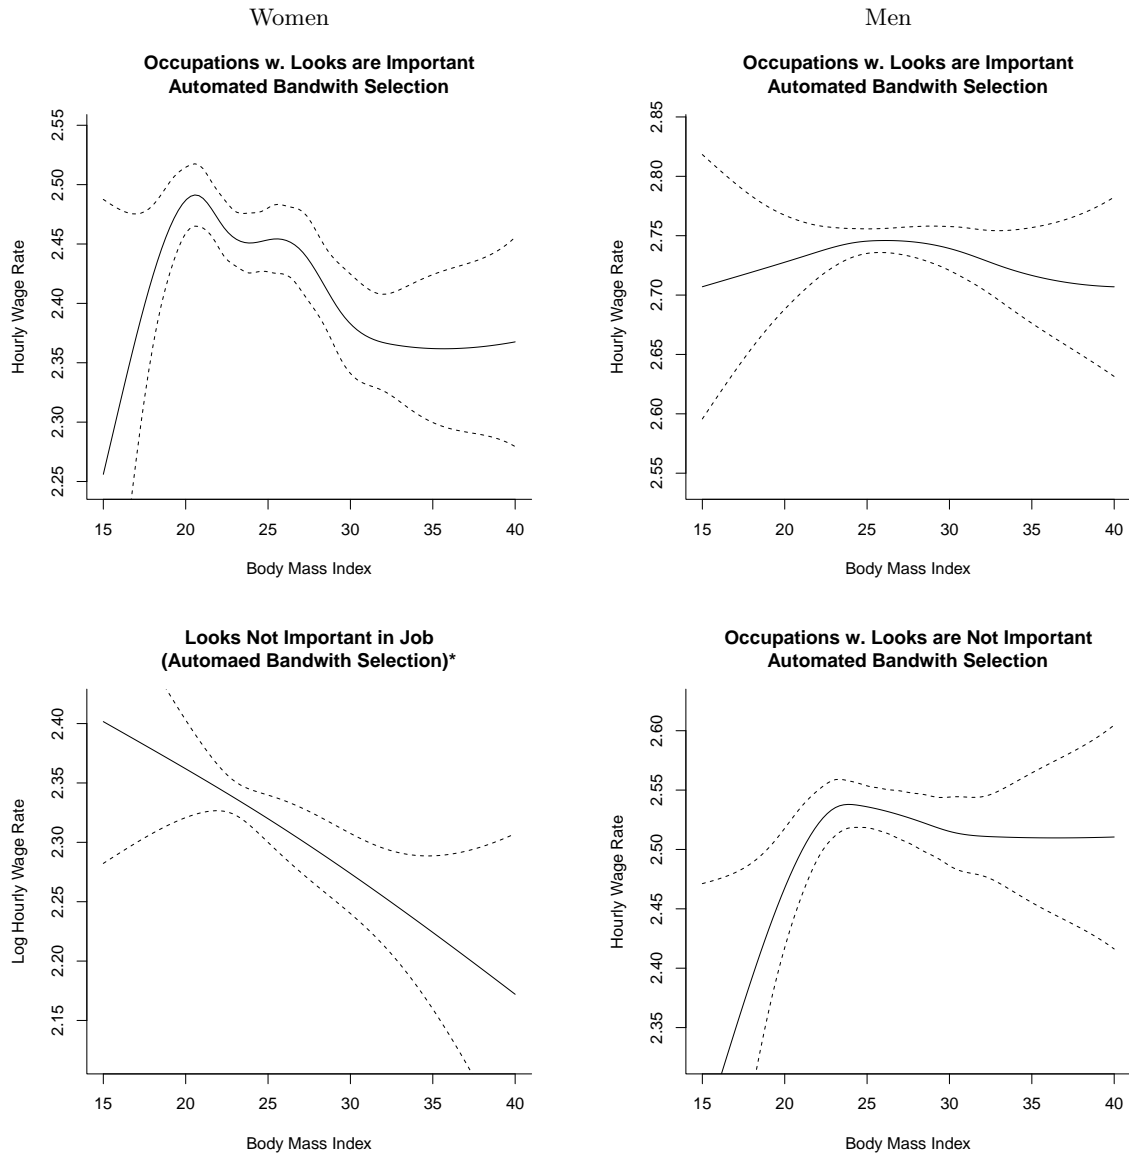 Women
Men
Occupations w. Looks are Important
Automated Bandwith Selection
Hourly Wage Rate
2.55
2.50
2.45
2.40
2.35
2.30
2.25
15 20 25 30 35 40
Body Mass Index
Occupations w. Looks are Important
Automated Bandwith Selection
Hourly Wage Rate
2.85
2.80
2.75
2.70
2.65
2.60
2.55
15 20 25 30 35 40
Body Mass Index
Looks Not Important in Job
(Automaed Bandwith Selection)*
Log Hourly Wage Rate
2.40
2.35
2.30
2.25
2.20
2.15
15 20 25 30 35 40
Body Mass Index
Occupations w. Looks are Not Important
Automated Bandwith Selection
Hourly Wage Rate
2.60
2.55
2.50
2.45
2.40
2.35
15 20 25 30 35 40
Body Mass Index